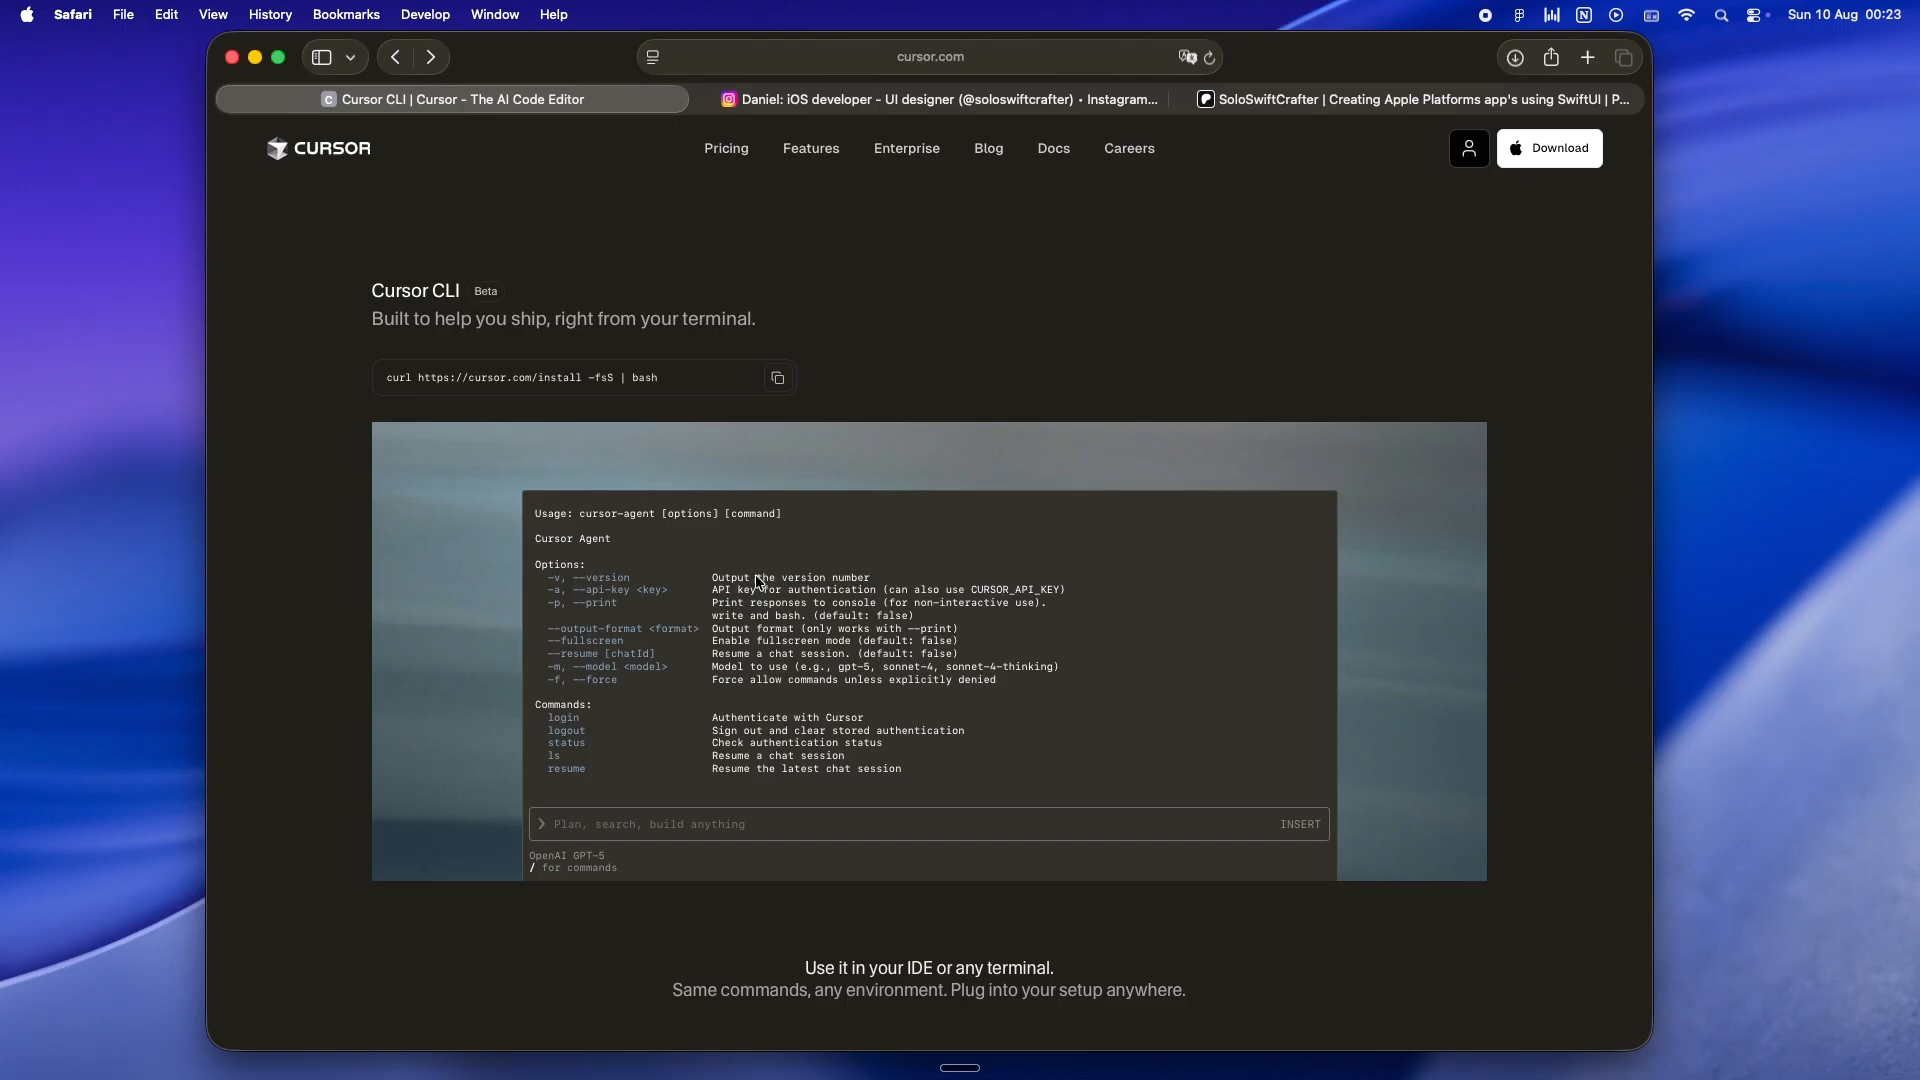 Safari File Edit View History Bookmarks Develop Window Help
Sun 10 Aug 00:23
cursor.com
Cursor CLI | Cursor - The AI Code Editor
Daniel: iOS developer - UI designer (@soloswiftcrafter) • Instagram...
SoloSwiftCrafter | Creating Apple Platforms app's using SwiftUI | P...
CURSOR
Pricing Features Enterprise Blog Docs Careers
Download
Cursor CLI Beta
Built to help you ship, right from your terminal.
curl https://cursor.com/install -fsS | bash
Usage: cursor-agent [options] [command]
Cursor Agent
Options:
-v, --version Output the version number
-a, --api-key <key> API key for authentication (can also use CURSOR_API_KEY)
-p, --print Print responses to console (for non-interactive use).
write and bash. (default: false)
--output-format <format> Output format (only works with --print)
--fullscreen Enable fullscreen mode (default: false)
--resume [chatId] Resume a chat session. (default: false)
-m, --model <model> Model to use (e.g., gpt-5, sonnet-4, sonnet-4-thinking)
-f, --force Force allow commands unless explicitly denied
Commands:
login Authenticate with Cursor
logout Sign out and clear stored authentication
status Check authentication status
ls Resume a chat session
resume Resume the latest chat session
Plan, search, build anything INSERT
OpenAI GPT-5
/ for commands
Use it in your IDE or any terminal.
Same commands, any environment. Plug into your setup anywhere.